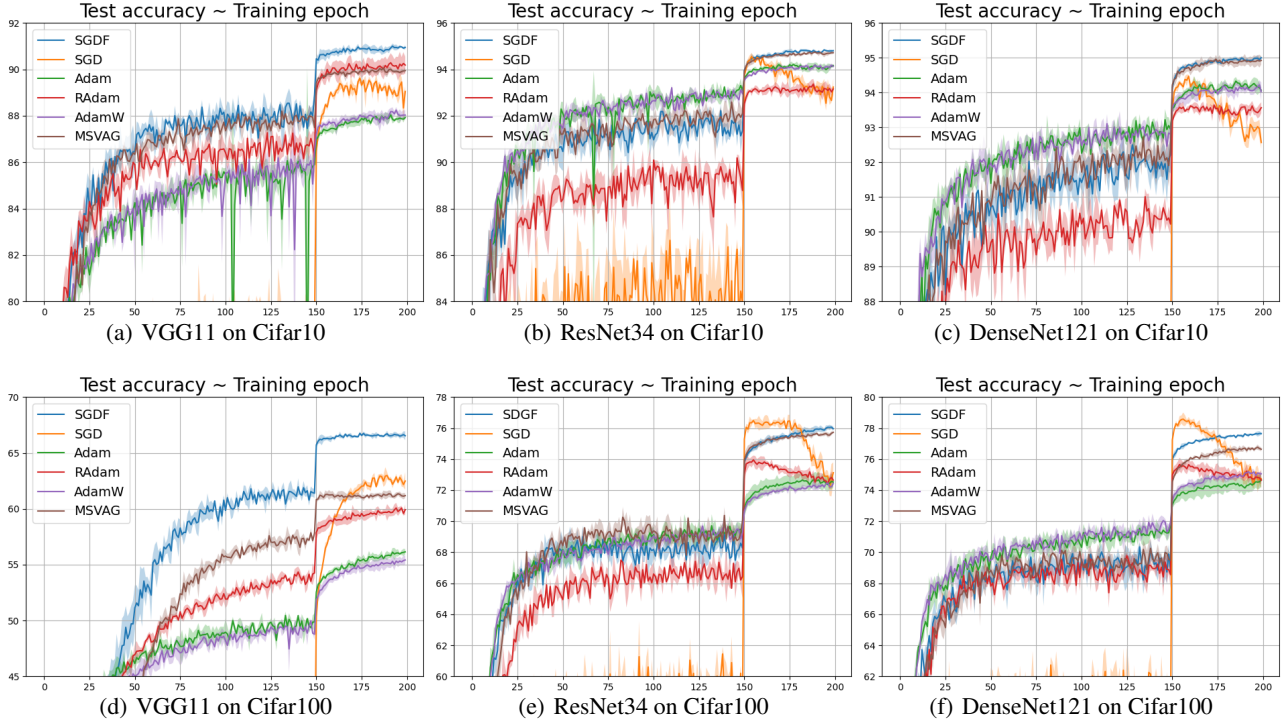 Test accuracy ~ Training epoch
92
90
88
86
84
82
80
SGDF
SGD
Adam
RAdam
AdamW
MSVAG
0 25 50 75 100 125 150 175 200
(a) VGG11 on Cifar10
Test accuracy ~ Training epoch
96
94
92
90
88
86
84
SGDF
SGD
Adam
RAdam
AdamW
MSVAG
0 25 50 75 100 125 150 175 200
(b) ResNet34 on Cifar10
Test accuracy ~ Training epoch
96
95
94
93
92
91
90
89
88
SGDF
SGD
Adam
RAdam
AdamW
MSVAG
0 25 50 75 100 125 150 175 200
(c) DenseNet121 on Cifar10
Test accuracy ~ Training epoch
70
65
60
55
50
45
SGDF
SGD
Adam
RAdam
AdamW
MSVAG
0 25 50 75 100 125 150 175 200
(d) VGG11 on Cifar100
Test accuracy ~ Training epoch
78
76
74
72
70
68
66
64
62
60
SDGF
SGD
Adam
RAdam
AdamW
MSVAG
0 25 50 75 100 125 150 175 200
(e) ResNet34 on Cifar100
Test accuracy ~ Training epoch
80
78
76
74
72
70
68
66
64
62
SGDF
SGD
Adam
RAdam
AdamW
MSVAG
0 25 50 75 100 125 150 175 200
(f) DenseNet121 on Cifar100